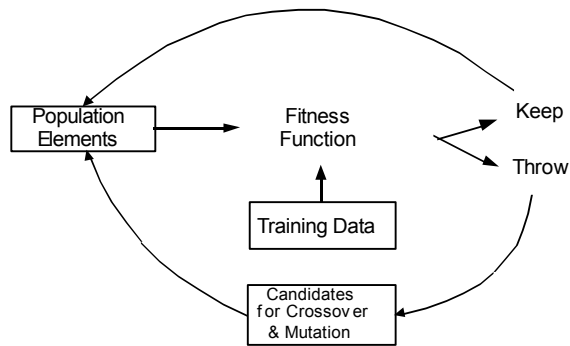 Population
Elements
Fitness
Function
Keep
Throw
Training Data
Candidates
for Crossover
& Mutation